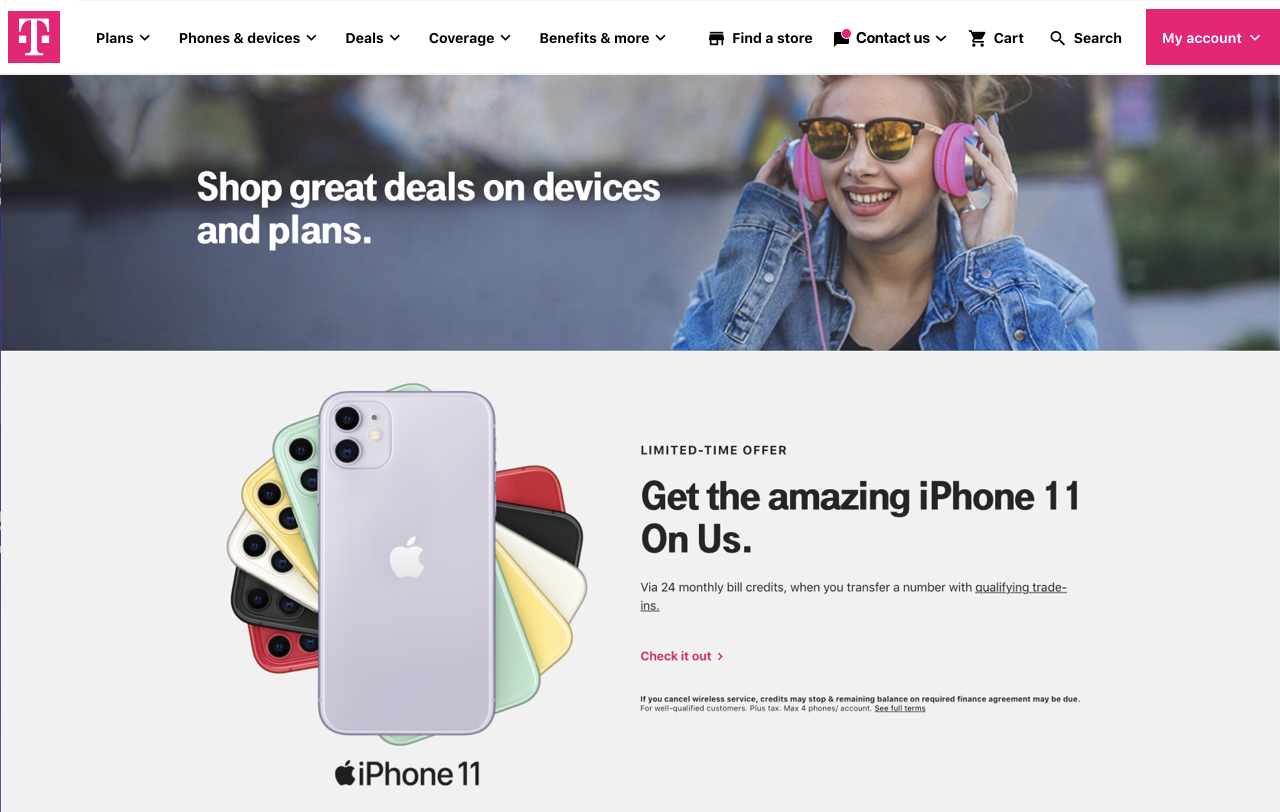 T
Plans
Phones & devices
Deals
Coverage
Benefits & more
Find a store
Contact us
Cart
Search
My account
Shop great deals on devices
and plans.
LIMITED-TIME OFFER
Get the amazing iPhone 11
On Us.
Via 24 monthly bill credits, when you transfer a number with qualifying trade-
ins.
Check it out
If you cancel wireless service, credits may stop & remaining balance on required finance agreement may be due.
For well-qualified customers. Plus tax. Max 4 phones/ account. See full terms
iPhone 11